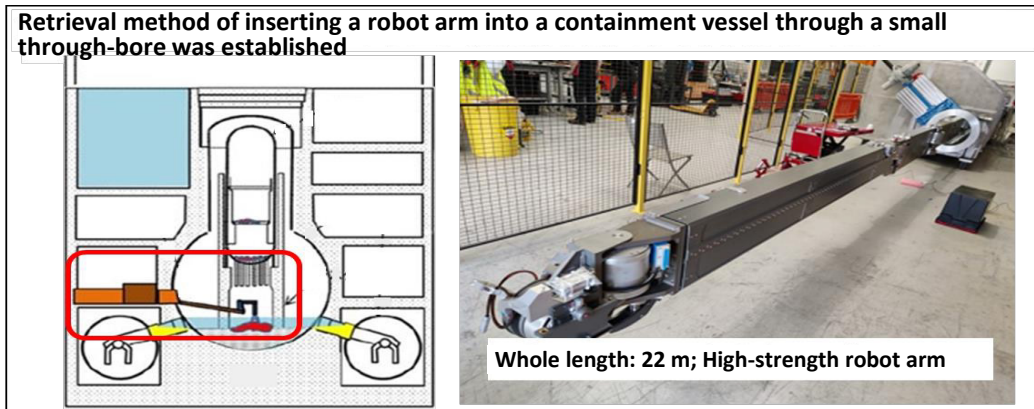 Retrieval method of inserting a robot arm into a containment vessel through a small
through-bore was established
Whole length: 22 m; High-strength robot arm